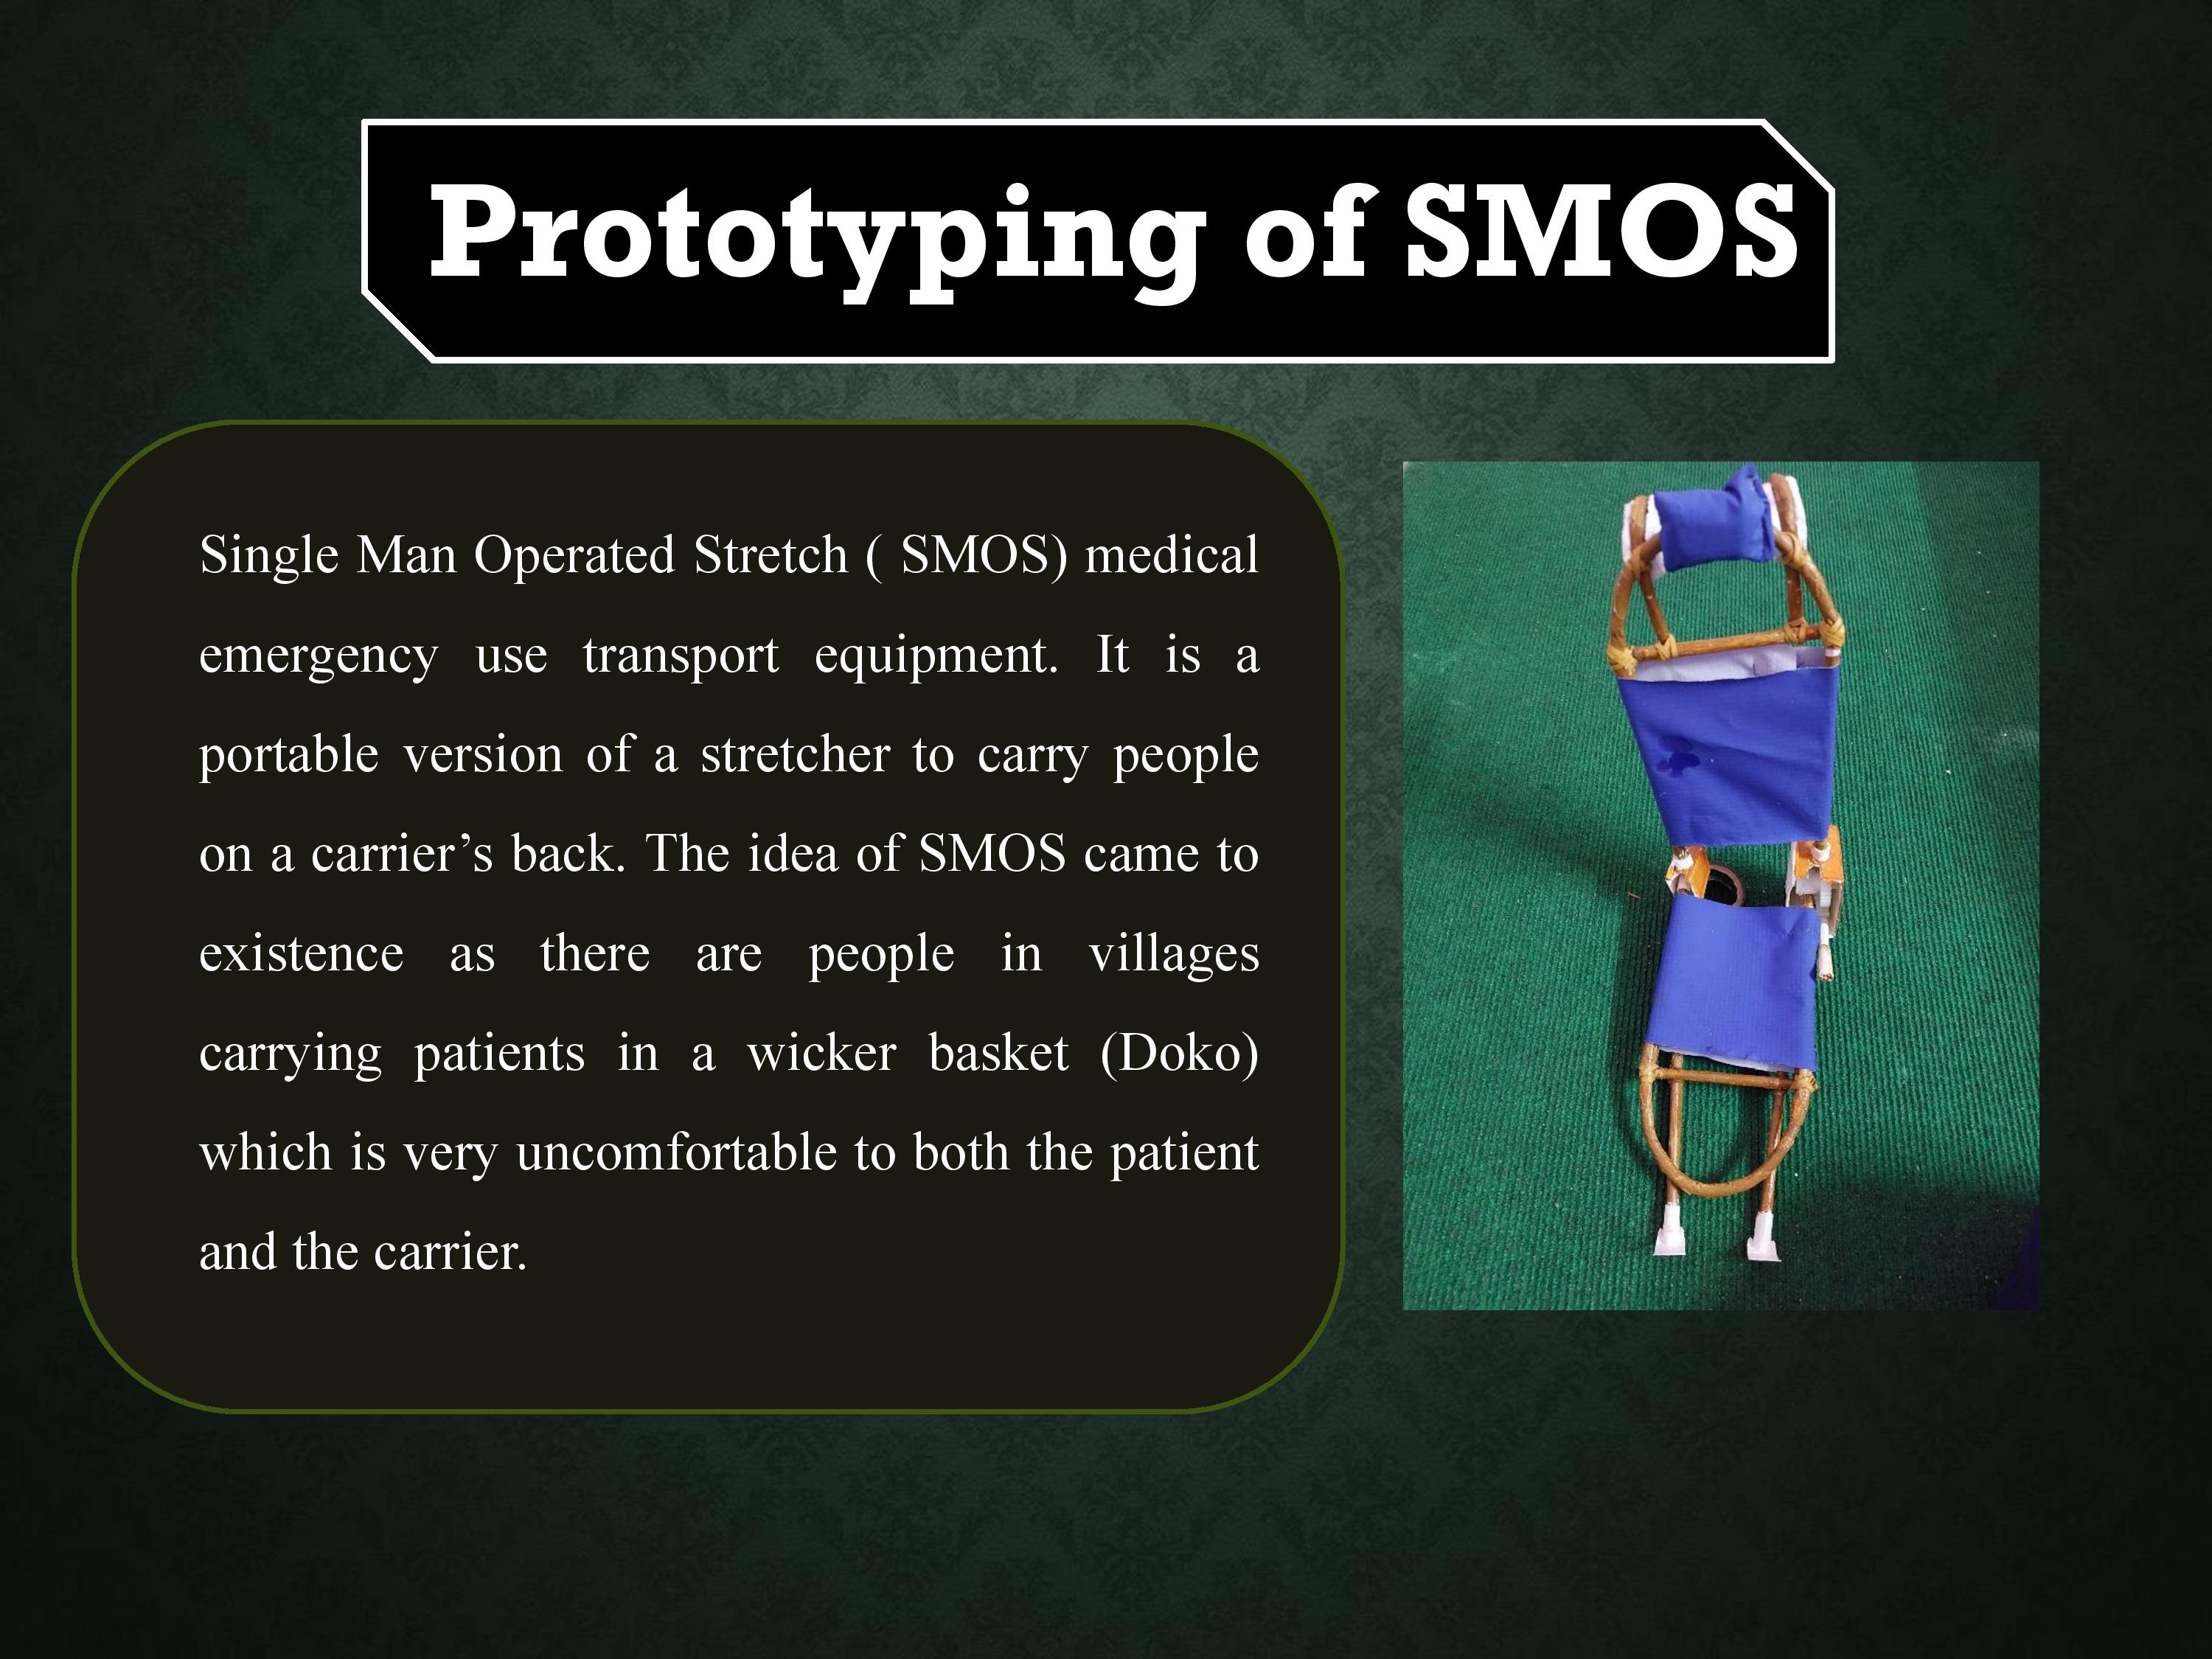 Prototyping of SMOS
Single Man Operated Stretch ( SMOS) medical
emergency use transport equipment. It is a
portable version of a stretcher to carry people
on a carrier’s back. The idea of SMOS came to
existence as there are people in villages
carrying patients in a wicker basket (Doko)
which is very uncomfortable to both the patient
and the carrier.